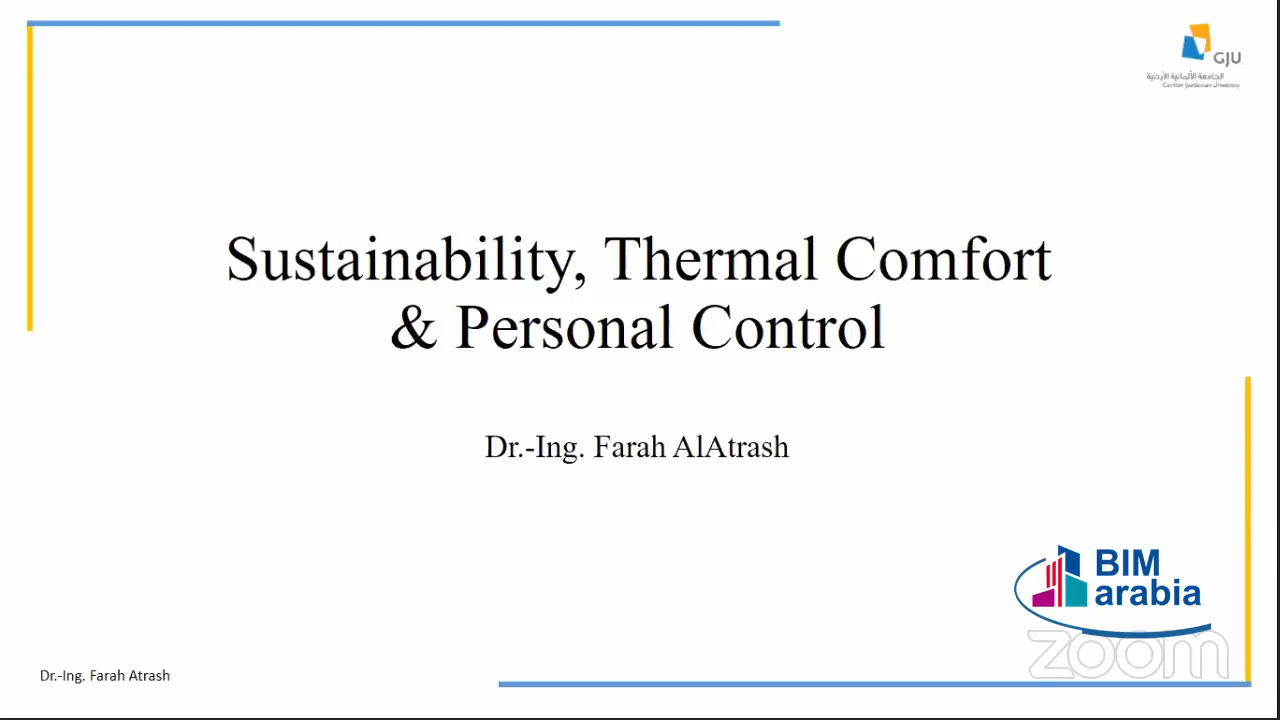 GJU
الجامعة الألمانية الأردنية
German Jordanian University
Sustainability, Thermal Comfort
& Personal Control
Dr.-Ing. Farah AlAtrash
BIM
arabia
zoom
Dr.-Ing. Farah Atrash